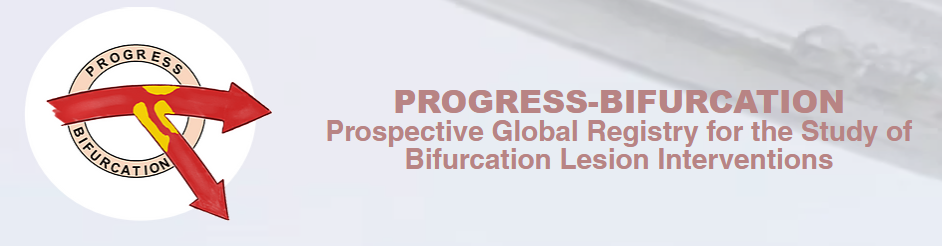 PROGRESS
BIFURCATION
PROGRESS-BIFURCATION
Prospective Global Registry for the Study of
Bifurcation Lesion Interventions